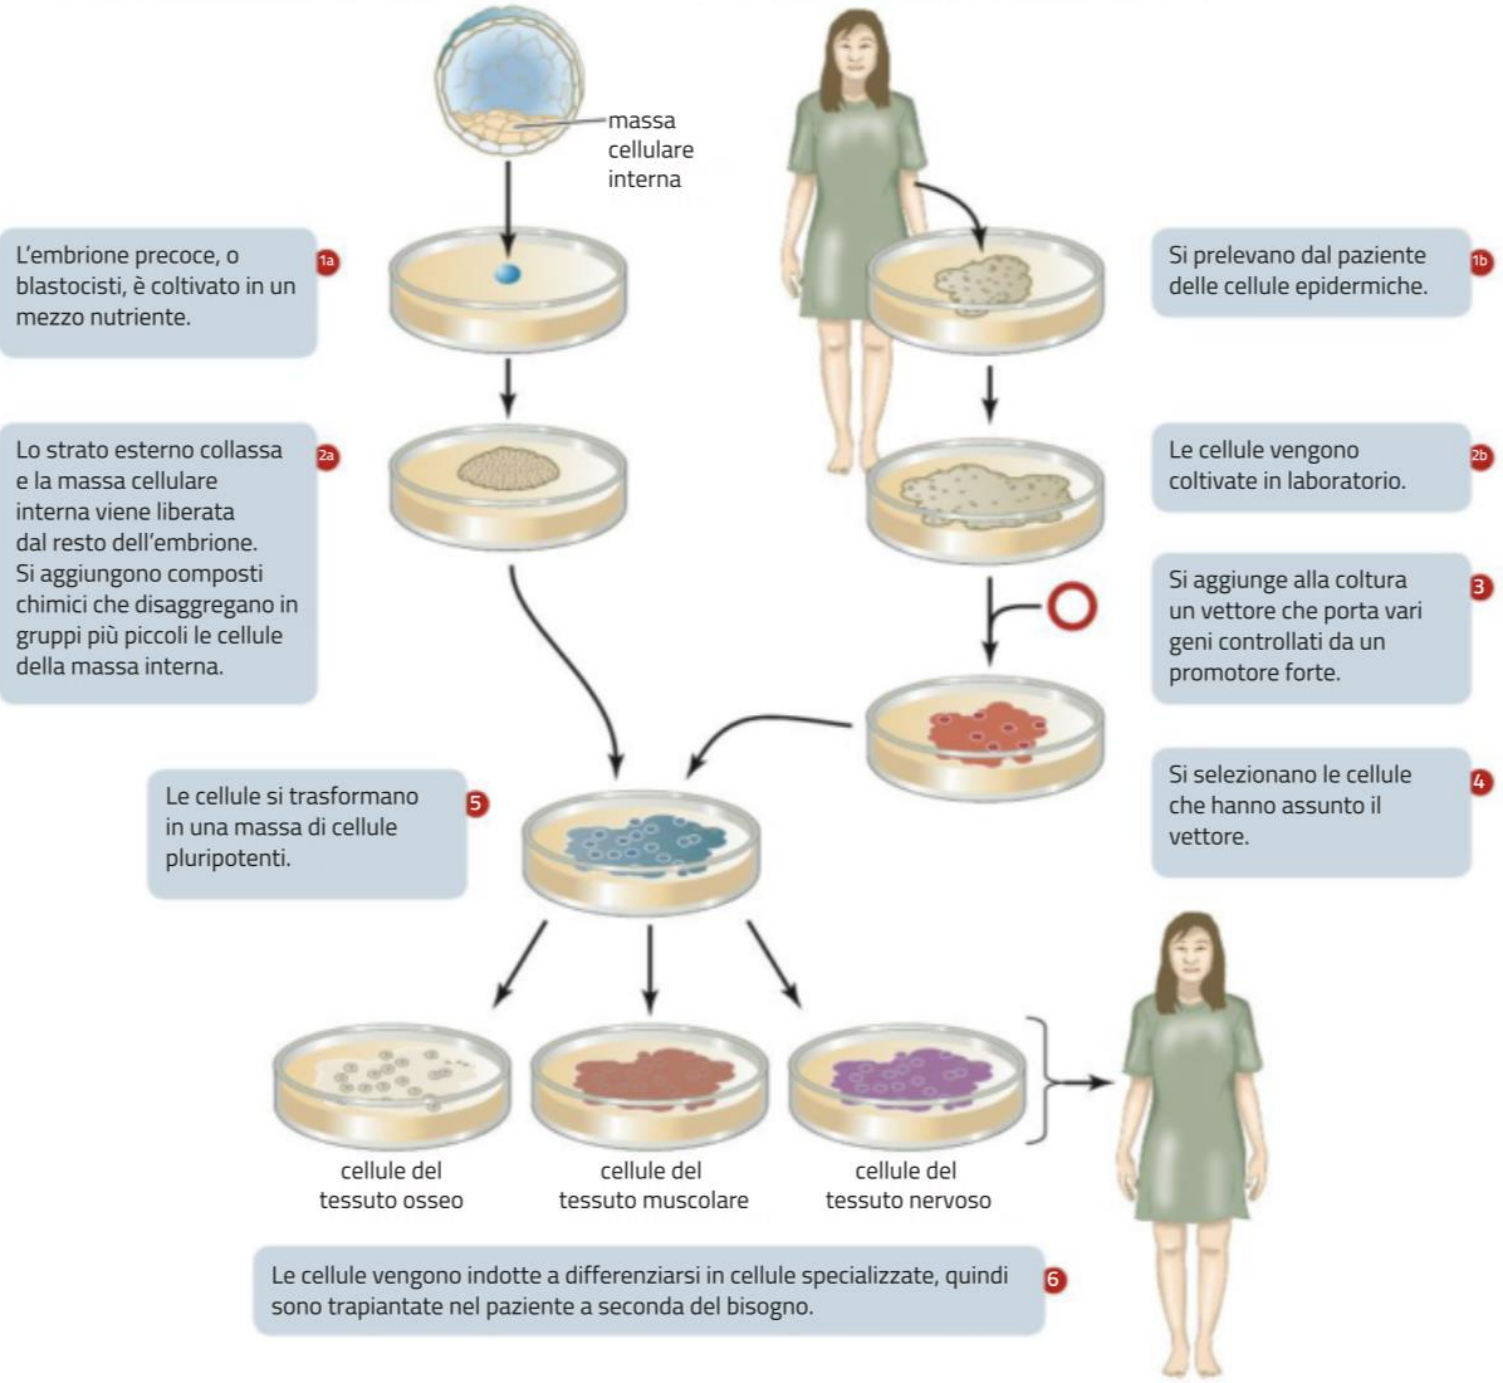 massa
cellulare
interna
L'embrione precoce, o
blastocisti, è coltivato in un
mezzo nutriente.
1a
Si prelevano dal paziente
delle cellule epidermiche.
1b
Lo strato esterno collassa
e la massa cellulare
interna viene liberata
dal resto dell'embrione.
Si aggiungono composti
chimici che disaggregano in
gruppi più piccoli le cellule
della massa interna.
2a
Le cellule vengono
coltivate in laboratorio.
2b
Si aggiunge alla coltura
un vettore che porta vari
geni controllati da un
promotore forte.
3
Si selezionano le cellule
che hanno assunto il
vettore.
4
Le cellule si trasformano
in una massa di cellule
pluripotenti.
5
cellule del
tessuto osseo
cellule del
tessuto muscolare
cellule del
tessuto nervoso
Le cellule vengono indotte a differenziarsi in cellule specializzate, quindi
sono trapiantate nel paziente a seconda del bisogno.
6